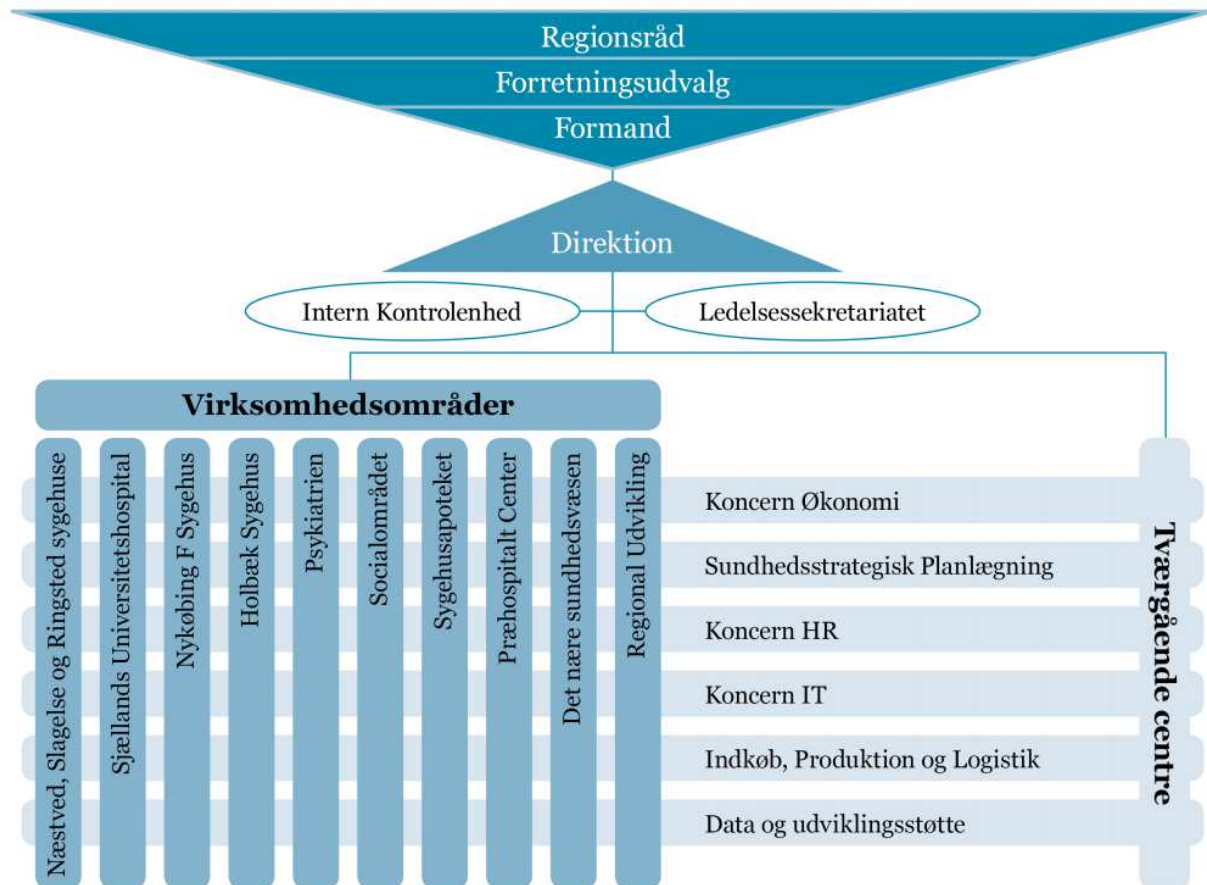 Regionsråd
Forretningsudvalg
Formand
Direktion
Intern Kontrolenhed
Ledelsessekretariatet
Virksomhedsområder
Næstved, Slagelse og Ringsted sygehuse
Sjællands Universitetshospital
Nykøbing F Sygehus
Holbæk Sygehus
Psykiatrien
Socialområdet
Sygehusapoteket
Præhospitalt Center
Det nære sundhedsvæsen
Regional Udvikling
Koncern Økonomi
Sundhedsstrategisk Planlægning
Koncern HR
Koncern IT
Indkøb, Produktion og Logistik
Data og udviklingsstøtte
Tværgående centre